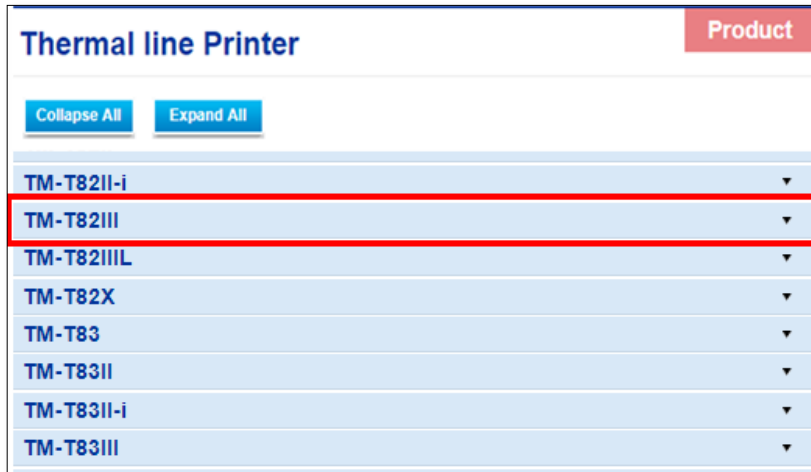 Thermal line Printer
Product
Collapse All
Expand All
TM-T82II-i
TM-T82III
TM-T82IIIL
TM-T82X
TM-T83
TM-T83II
TM-T83II-i
TM-T83III